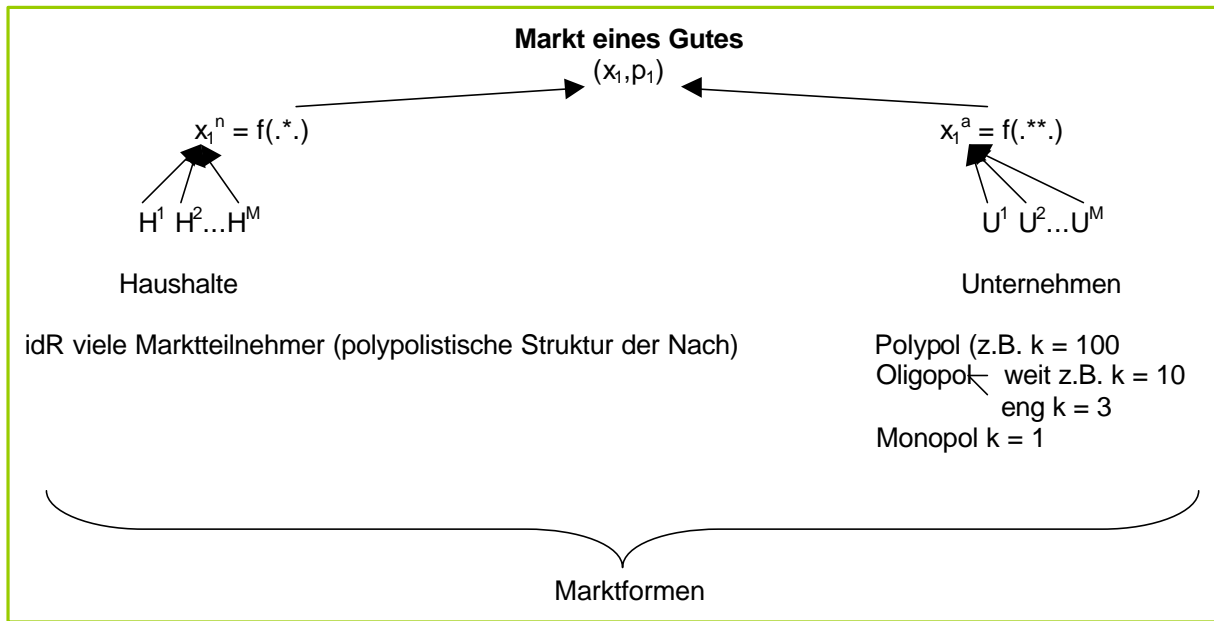 Markt eines Gutes
(x₁,p₁)
x₁ⁿ = f(.*.)
x₁ᵃ = f(.**.)
H¹ H²...Hᴹ
U¹ U²...Uᴹ
Haushalte
Unternehmen
idR viele Marktteilnehmer (polypolistische Struktur der Nach)
Polypol (z.B. k = 100
Oligopol weit z.B. k = 10
eng k = 3
Monopol k = 1
Marktformen